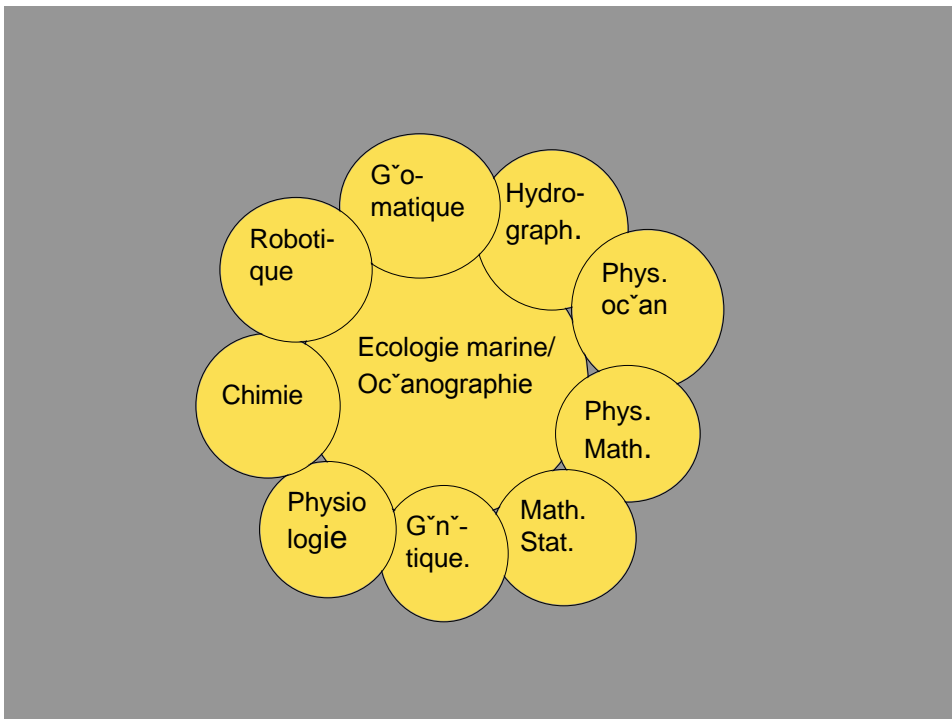 Gˇo-
matique
Hydro-
graph.
Roboti-
que
Phys.
ocˇan
Ecologie marine/
Ocˇanographie
Chimie
Phys.
Math.
Physio
logie
Gˇnˇ-
tique.
Math.
Stat.